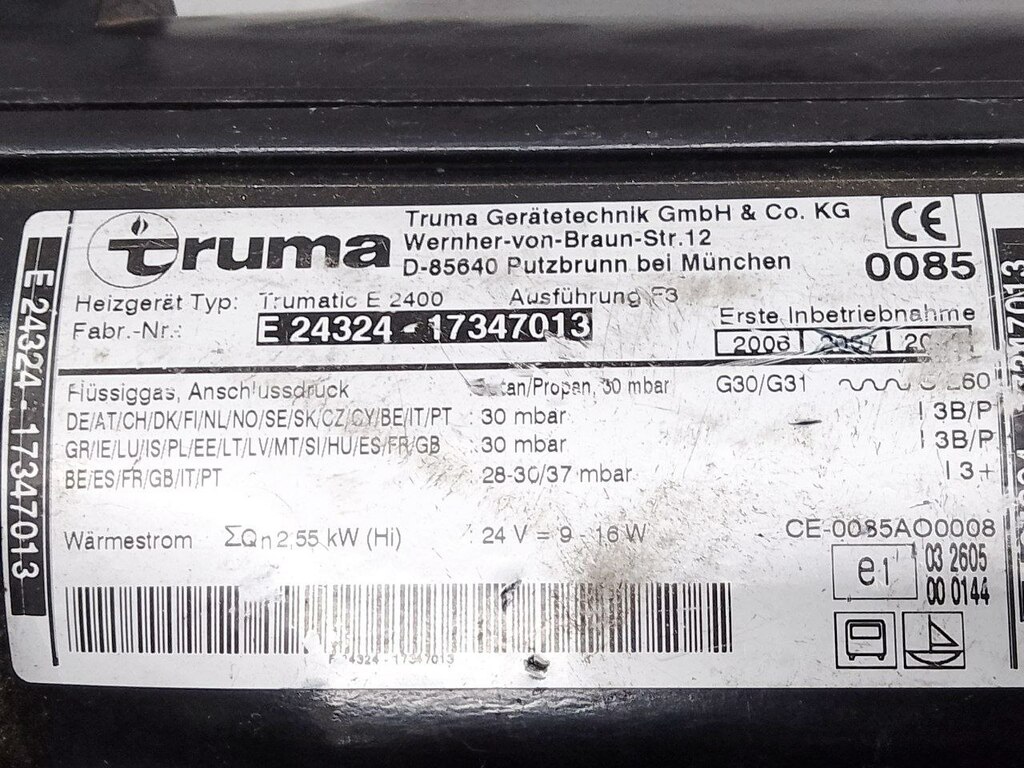 truma
Truma Gerätetechnik GmbH & Co. KG
Wernher-von-Braun-Str.12
D-85640 Putzbrunn bei München
CE
0085
Heizgerät Typ: Trumatic E 2400 Ausführung F3
Fabr.-Nr.: E 24324 - 17347013
Erste Inbetriebnahme
2006 2007
Flüssiggas, Anschlussdruck /Propan, 30 mbar G30/G31
DE/AT/CH/DK/FI/NL/NO/SE/SK/CZ/CY/BE/IT/PT : 30 mbar I 3B/P
GR/IE/LU/IS/PL/EE/LT/LV/MT/SI/HU/ES/FR/GB : 30 mbar I 3B/P
BE/ES/FR/GB/IT/PT : 28-30/37 mbar I 3+
Wärmestrom ΣQn 2,55 kW (Hi) : 24 V = 9 - 16 W CE-0085AO0008
e1 03 2605
00 0144
24324 - 17347013
E 24324 - 17347013
17347013